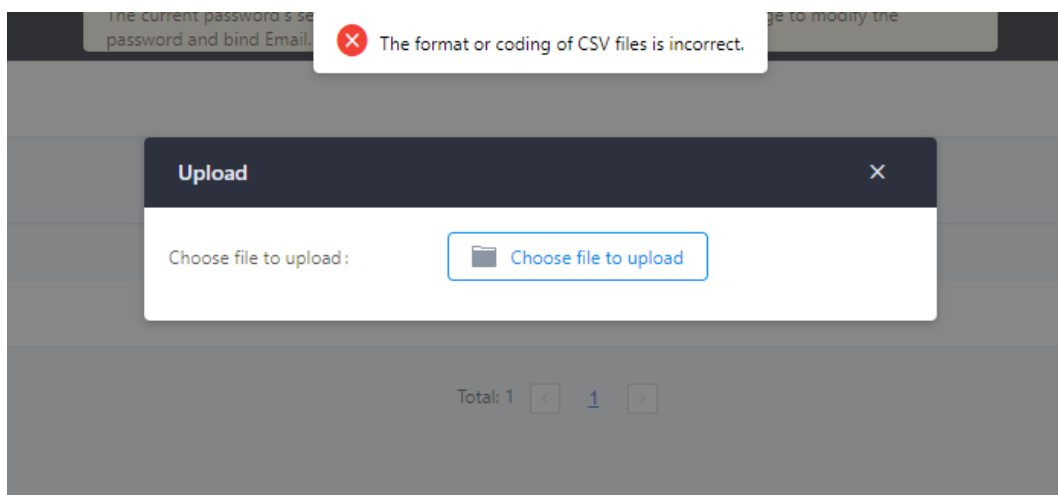 The current password's se
ge to modify the
password and bind Email.
The format or coding of CSV files is incorrect.
Upload
Choose file to upload:
Choose file to upload
Total: 1 < 1 >